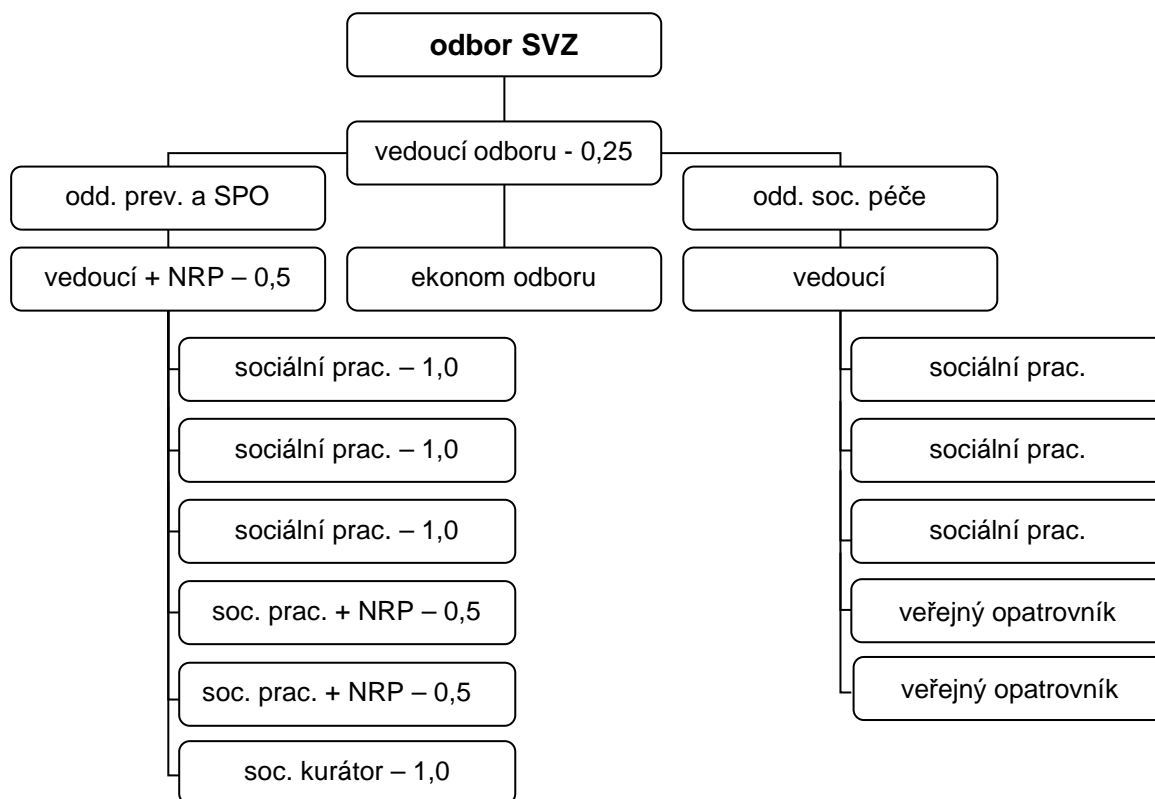 odbor SVZ
vedoucí odboru - 0,25
odd. prev. a SPO
odd. soc. péče
vedoucí + NRP – 0,5
ekonom odboru
vedoucí
sociální prac. – 1,0
sociální prac.
sociální prac. – 1,0
sociální prac.
sociální prac. – 1,0
sociální prac.
soc. prac. + NRP – 0,5
veřejný opatrovník
soc. prac. + NRP – 0,5
veřejný opatrovník
soc. kurátor – 1,0